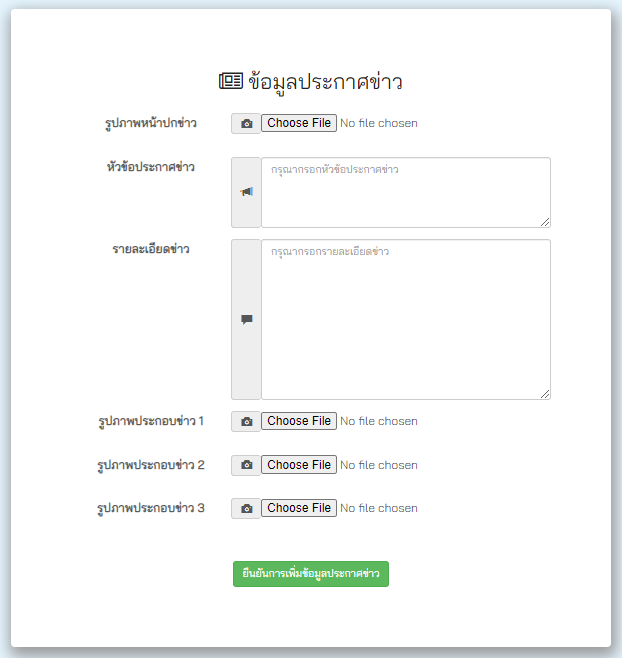 ข้อมูลประกาศข่าว
รูปภาพหน้าปกข่าว Choose File No file chosen
หัวข้อประกาศข่าว กรุณากรอกหัวข้อประกาศข่าว
รายละเอียดข่าว กรุณากรอกรายละเอียดข่าว
รูปภาพประกอบข่าว 1 Choose File No file chosen
รูปภาพประกอบข่าว 2 Choose File No file chosen
รูปภาพประกอบข่าว 3 Choose File No file chosen
ยืนยันการเพิ่มข้อมูลประกาศข่าว